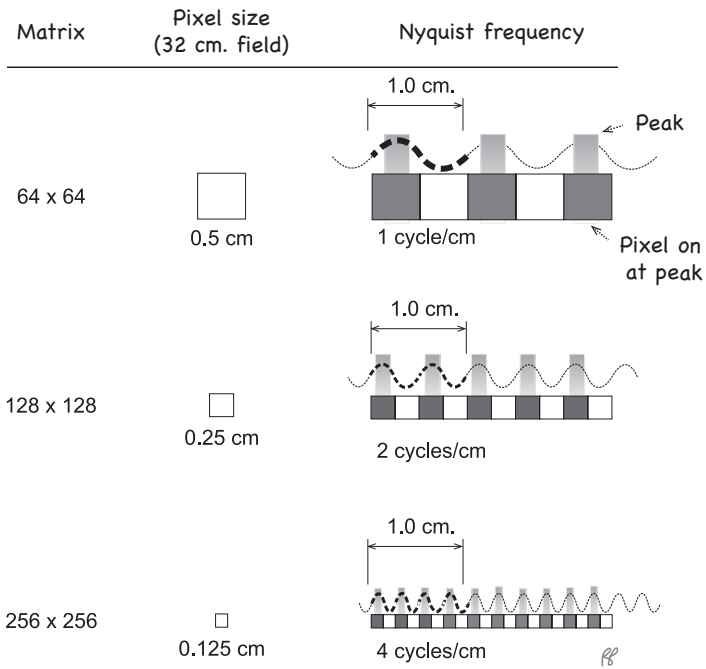 Matrix
Pixel size
(32 cm. field)
Nyquist frequency
1.0 cm.
Peak
64 x 64
0.5 cm
1 cycle/cm
Pixel on
at peak
1.0 cm.
128 x 128
0.25 cm
2 cycles/cm
1.0 cm.
256 x 256
0.125 cm
4 cycles/cm